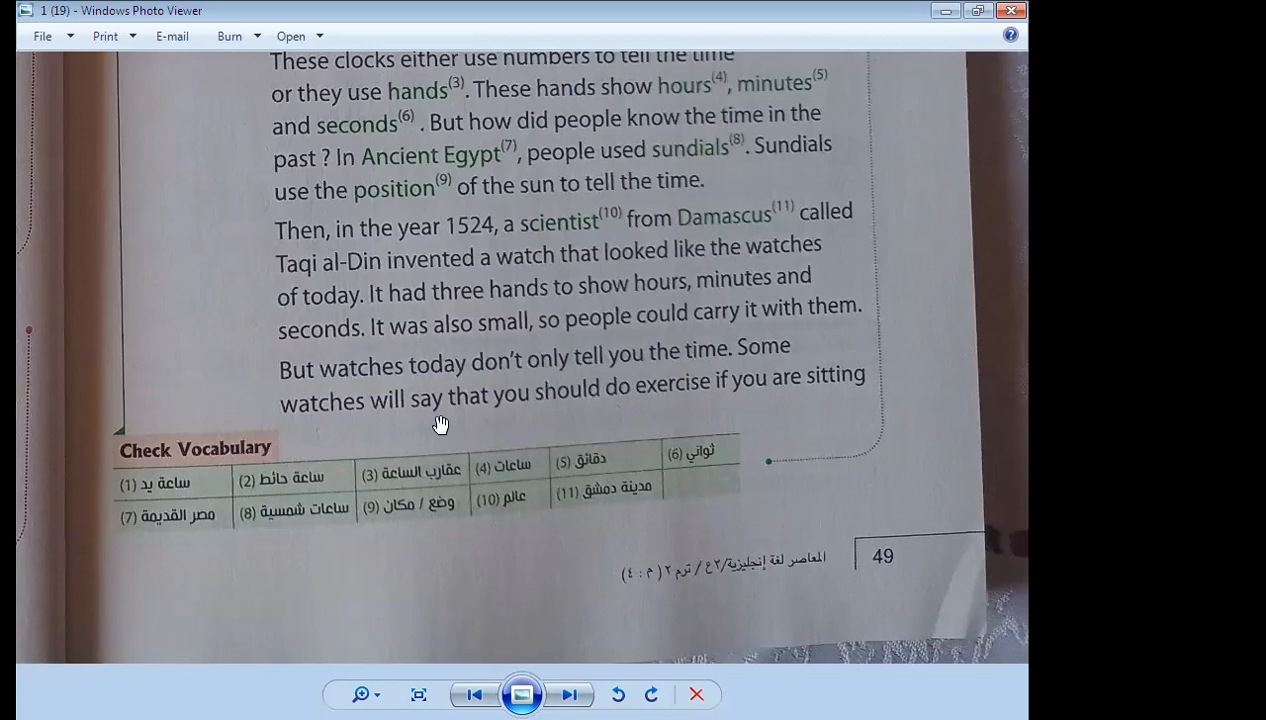 1 (19) - Windows Photo Viewer
File Print E-mail Burn Open
These clocks either use numbers to tell the time
or they use hands(3). These hands show hours(4), minutes(5)
and seconds(6) . But how did people know the time in the
past ? In Ancient Egypt(7), people used sundials(8). Sundials
use the position(9) of the sun to tell the time.
Then, in the year 1524, a scientist(10) from Damascus(11) called
Taqi al-Din invented a watch that looked like the watches
of today. It had three hands to show hours, minutes and
seconds. It was also small, so people could carry it with them.
But watches today don't only tell you the time. Some
watches will say that you should do exercise if you are sitting
Check Vocabulary
(1) ساعة يد (2) ساعة حائط (3) عقارب الساعة (4) ساعات (5) دقائق (6) ثواني
(7) مصر القديمة (8) ساعات شمسية (9) وضع / مكان (10) عالم (11) مدينة دمشق
المعاصر لغة إنجليزية/٢ع/ ترم ٢ (م : ٤)
49